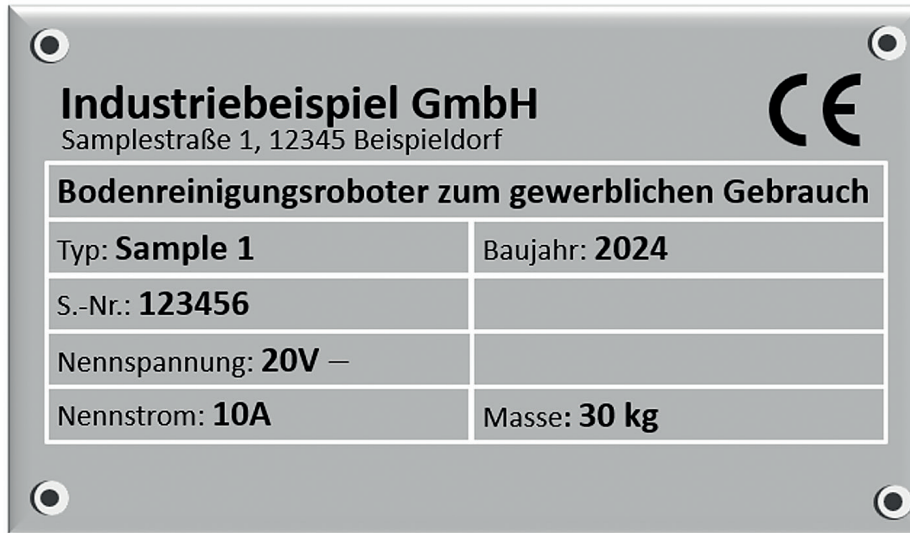 Industriebeispiel GmbH
CE
Samplestraße 1, 12345 Beispieldorf
Bodenreinigungsroboter zum gewerblichen Gebrauch
Typ: Sample 1 Baujahr: 2024
S.-Nr.: 123456
Nennspannung: 20V —
Nennstrom: 10A Masse: 30 kg